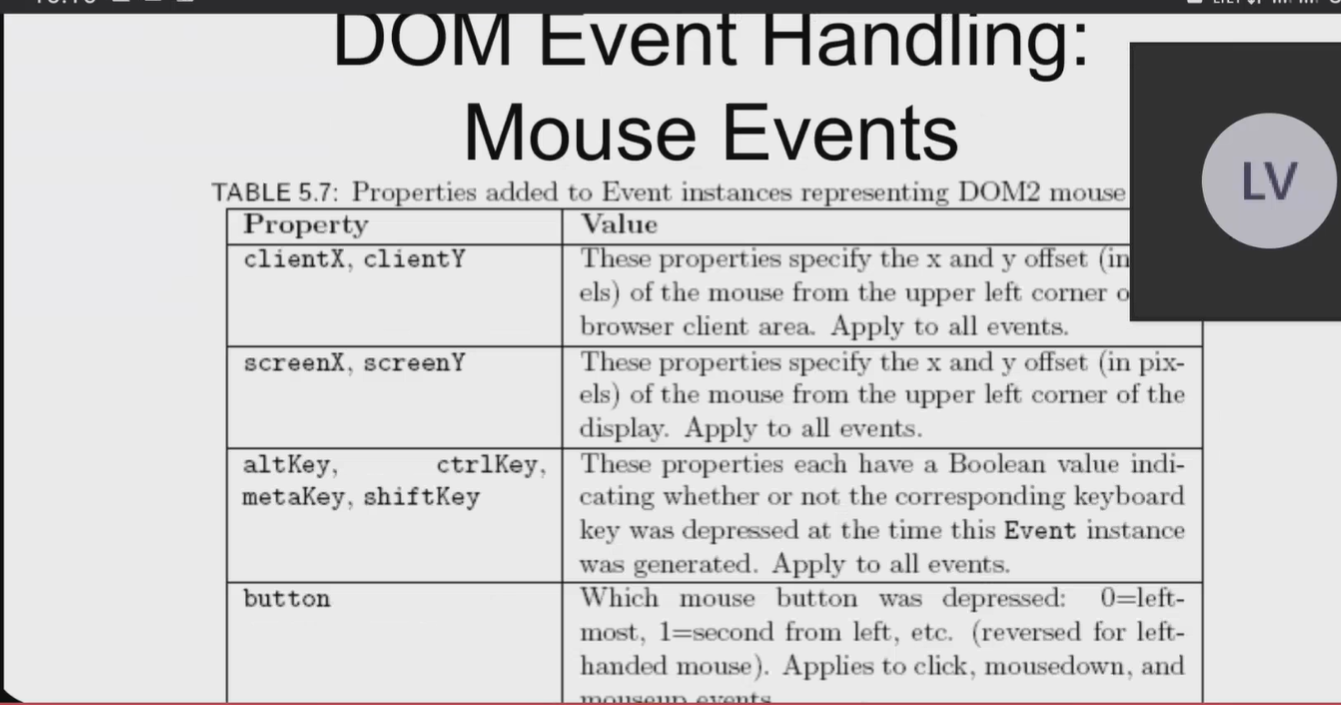 DOM Event Handling:
Mouse Events
LV
TABLE 5.7: Properties added to Event instances representing DOM2 mouse
Property Value
clientX, clientY These properties specify the x and y offset (in
els) of the mouse from the upper left corner o
browser client area. Apply to all events.
screenX, screenY These properties specify the x and y offset (in pix-
els) of the mouse from the upper left corner of the
display. Apply to all events.
altKey, ctrlKey, These properties each have a Boolean value indi-
metaKey, shiftKey cating whether or not the corresponding keyboard
key was depressed at the time this Event instance
was generated. Apply to all events.
button Which mouse button was depressed: 0=left-
most, 1=second from left, etc. (reversed for left-
handed mouse). Applies to click, mousedown, and
mouseup events